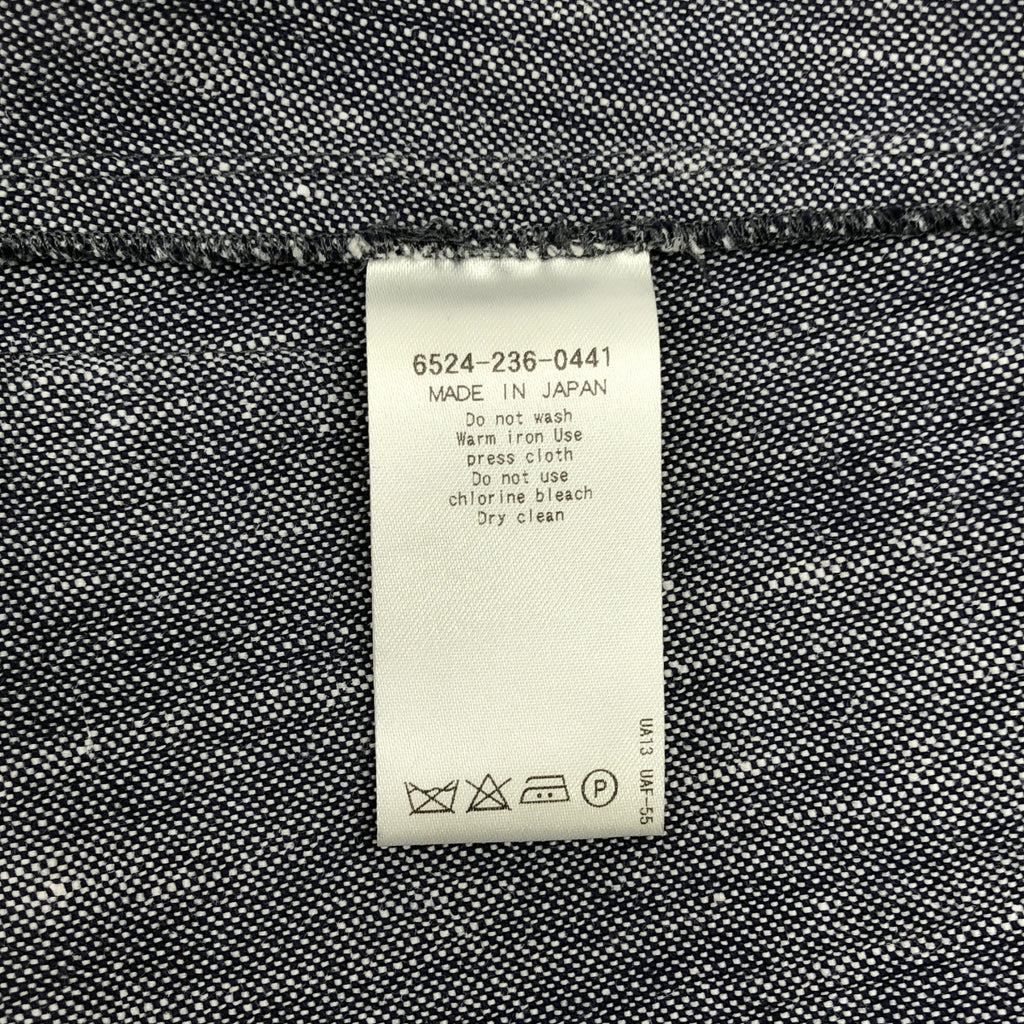 6524-236-0441
MADE IN JAPAN
Do not wash
Warm iron Use
press cloth
Do not use
chlorine bleach
Dry clean
UA13 UAF-55
P